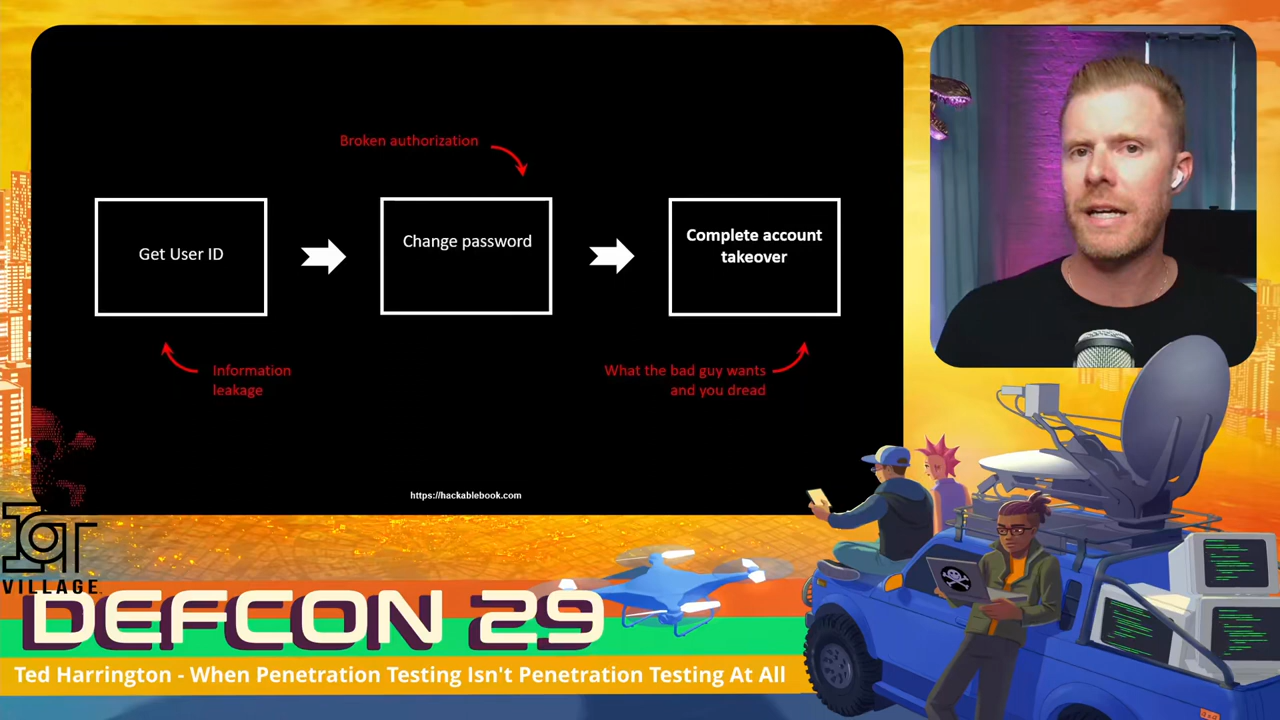 Broken authorization
Get User ID
Change password
Complete account
takeover
Information
leakage
What the bad guy wants
and you dread
https://hackablebook.com
IOT
VILLAGE
DEFCON 29
Ted Harrington - When Penetration Testing Isn't Penetration Testing At All